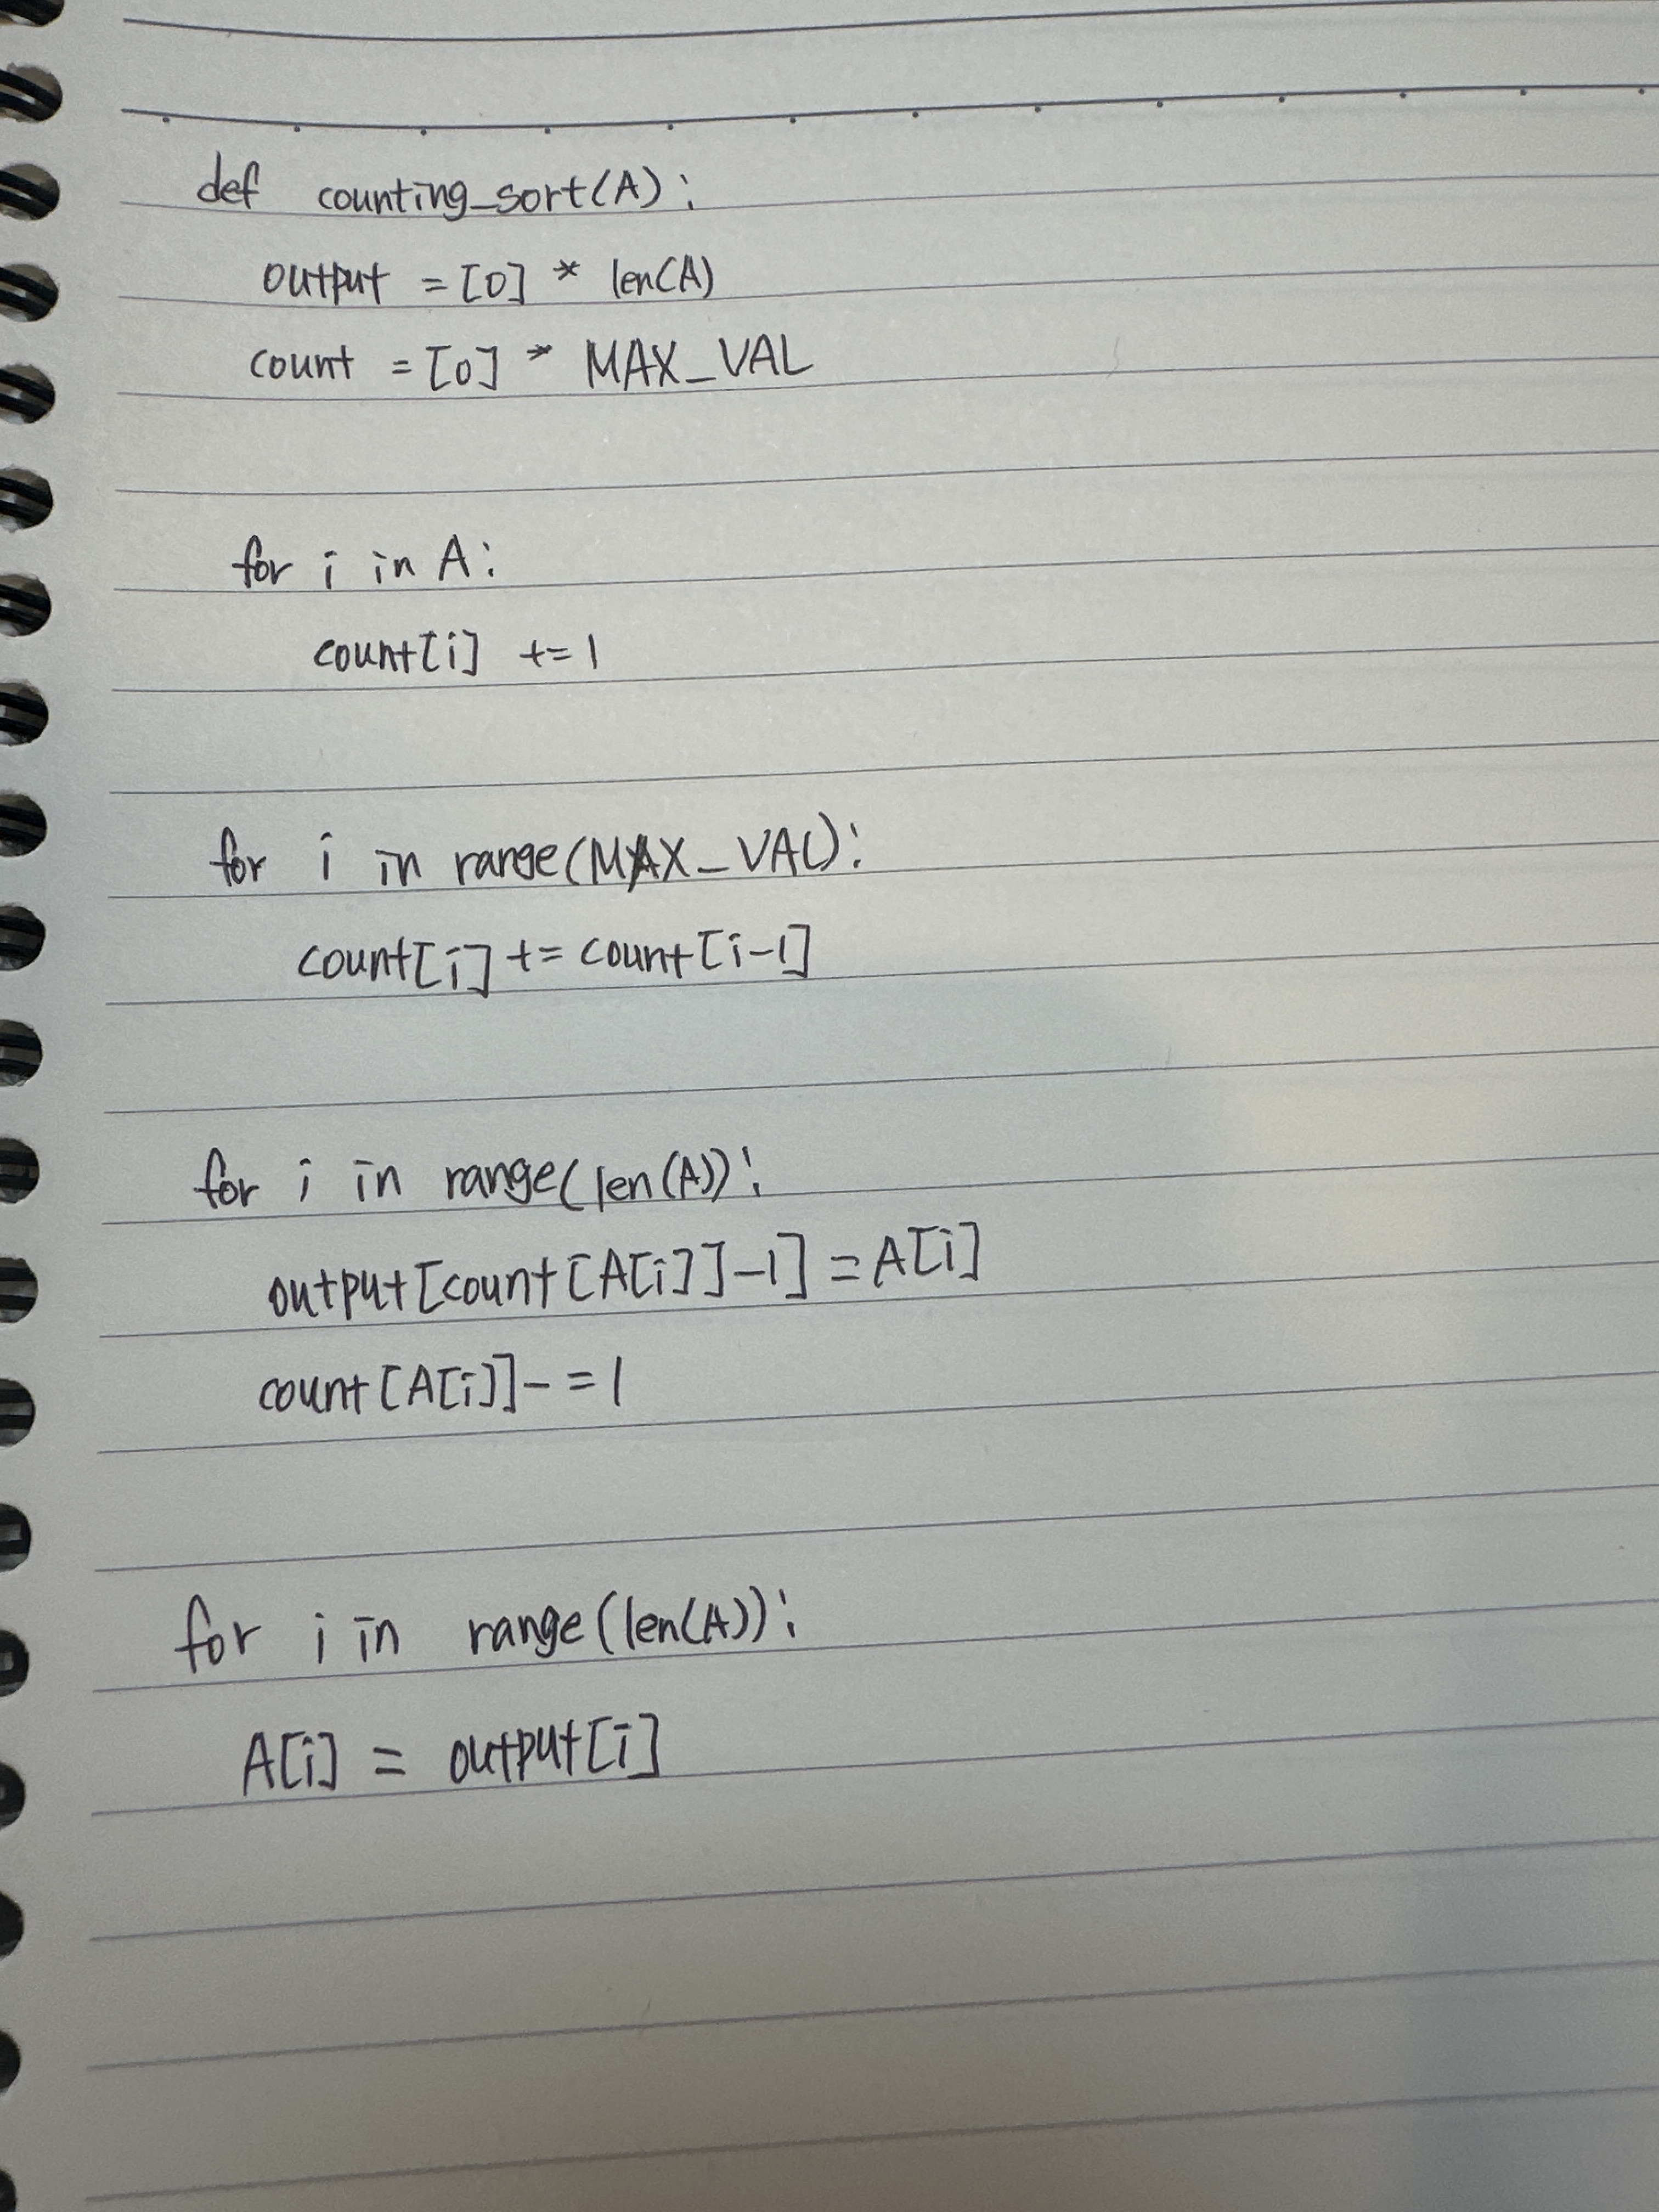 def counting_sort(A):
output = [0] * len(A)
count = [0] * MAX_VAL
for i in A:
count[i] += 1
for i in range(MAX_VAL):
count[i] += count[i-1]
for i in range(len(A)):
output[count[A[i]]-1] = A[i]
count[A[i]]-= 1
for i in range(len(A)):
A[i] = output[i]